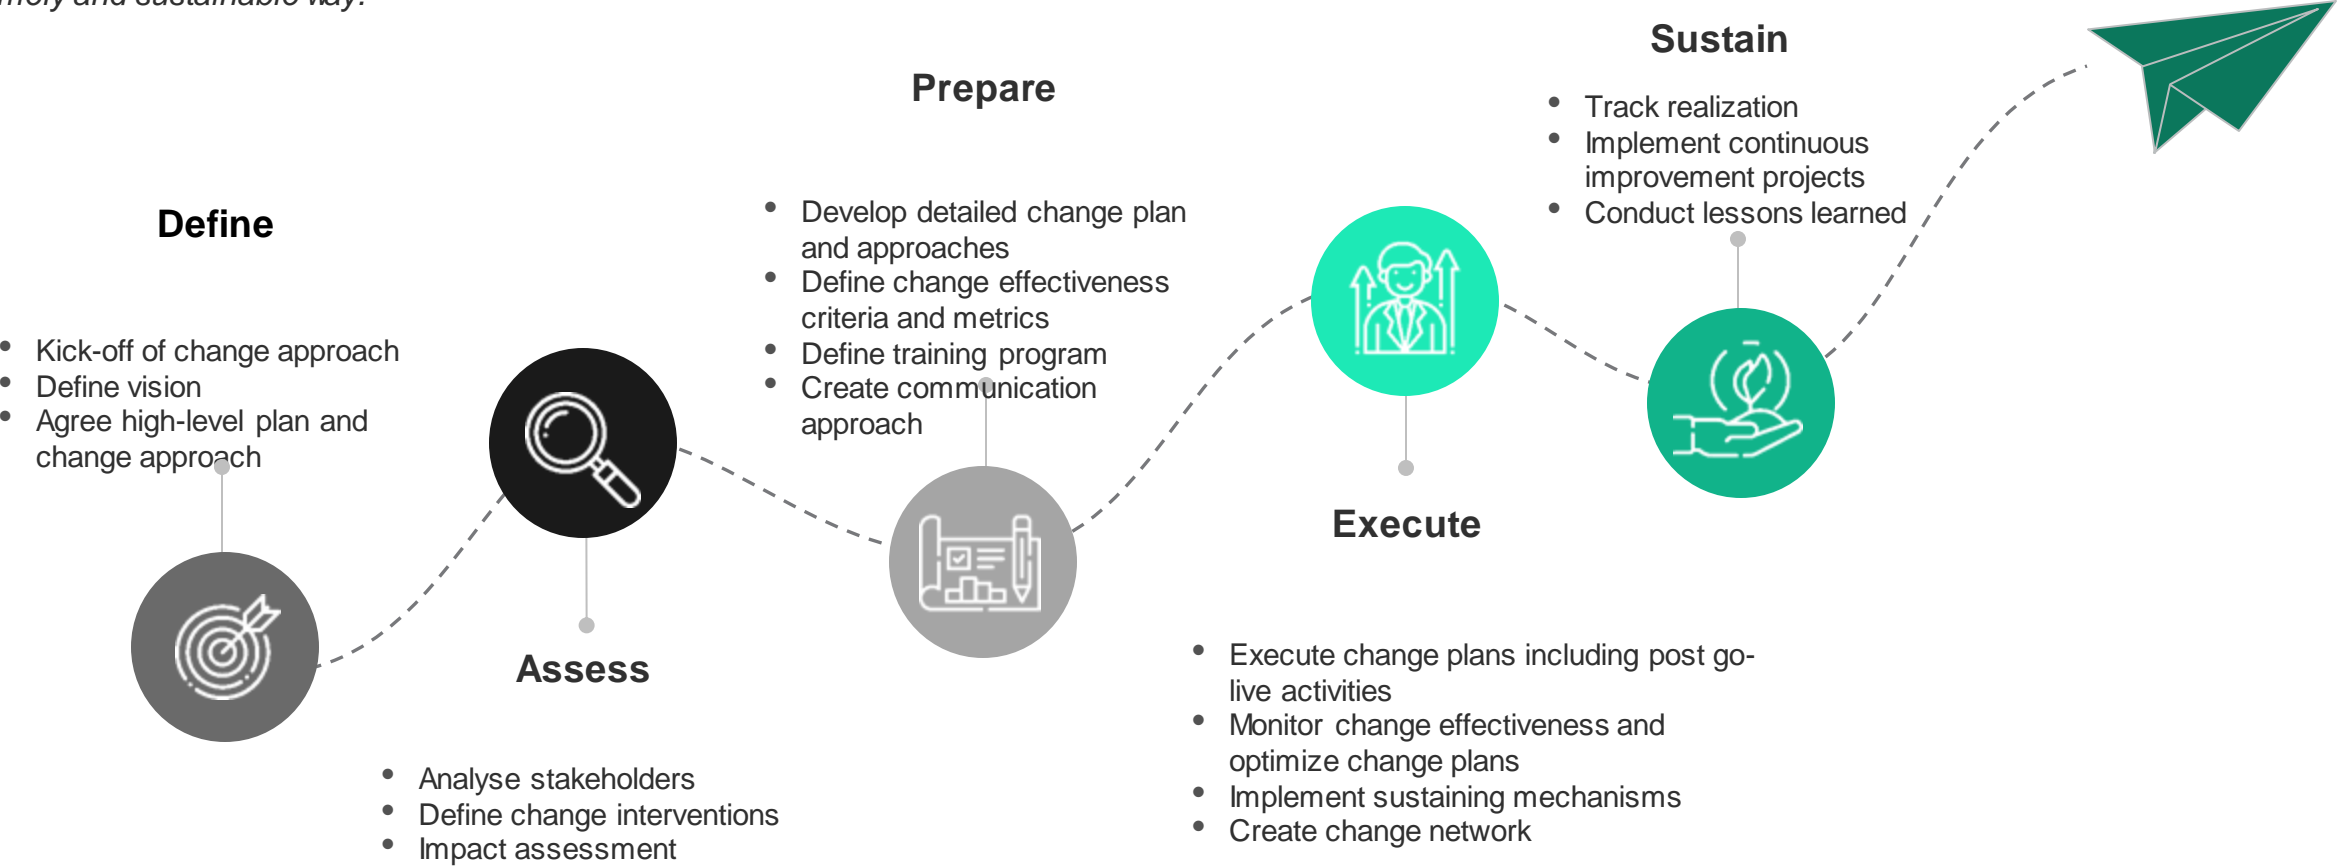 and sustainable way.
Define
Kick-off of change approach
Define vision
Agree high-level plan and
change approach
Assess
Analyse stakeholders
Define change interventions
Impact assessment
Prepare
Develop detailed change plan
and approaches
Define change effectiveness
criteria and metrics
Define training program
Create communication
approach
Execute
Execute change plans including post go-
live activities
Monitor change effectiveness and
optimize change plans
Implement sustaining mechanisms
Create change network
Sustain
Track realization
Implement continuous
improvement projects
Conduct lessons learned